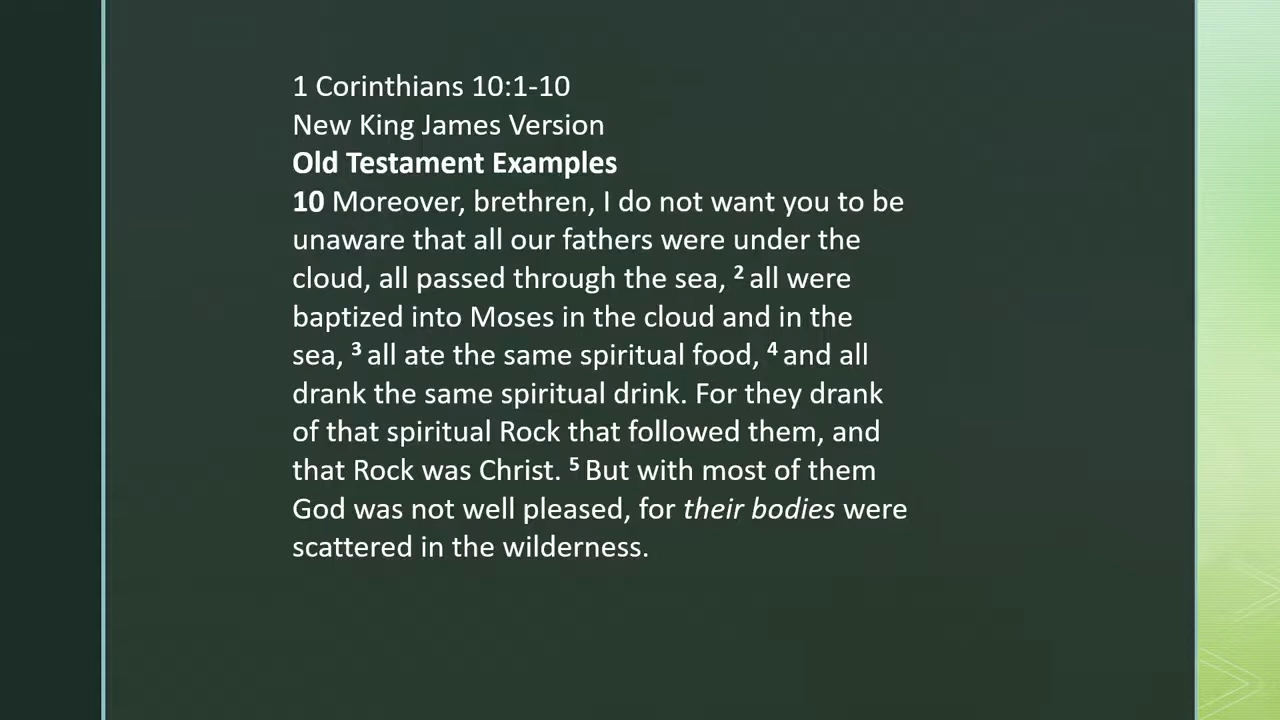 1 Corinthians 10:1-10
New King James Version
Old Testament Examples
10 Moreover, brethren, I do not want you to be
unaware that all our fathers were under the
cloud, all passed through the sea, 2 all were
baptized into Moses in the cloud and in the
sea, 3 all ate the same spiritual food, 4 and all
drank the same spiritual drink. For they drank
of that spiritual Rock that followed them, and
that Rock was Christ. 5 But with most of them
God was not well pleased, for their bodies were
scattered in the wilderness.